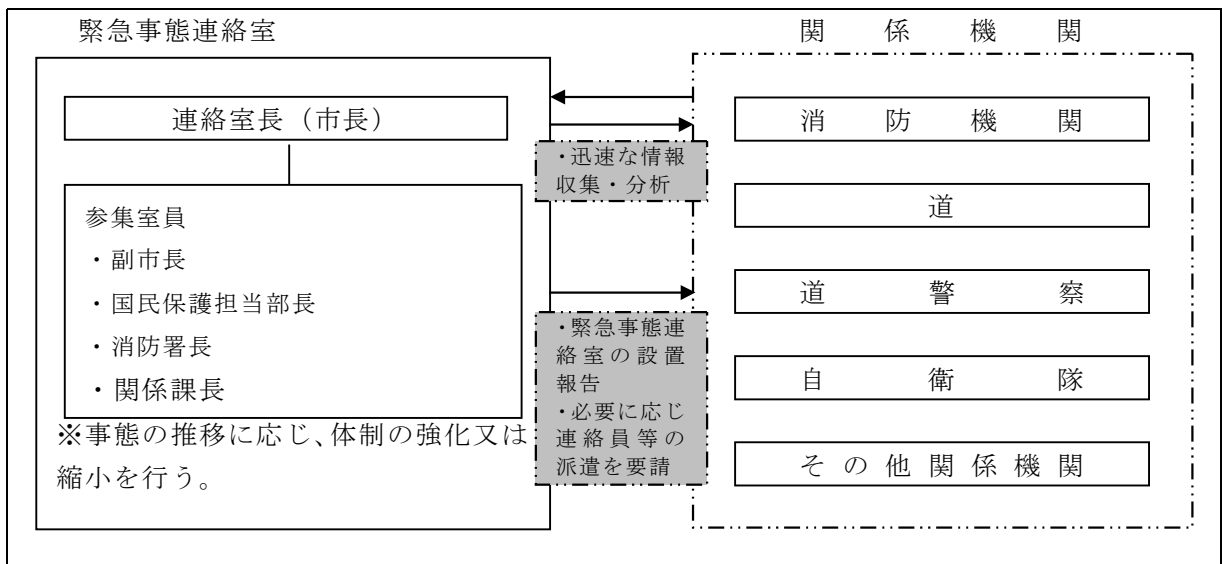 緊急事態連絡室
連絡室長(市長)
参集室員
・副市長
・国民保護担当部長
・消防署長
・関係課長
※事態の推移に応じ、体制の強化又は
縮小を行う。
・迅速な情報
収集・分析
・緊急事態連
絡室の設置
報告
・必要に応じ
連絡員等の
派遣を要請
関係機関
消防機関
道
道警察
自衛隊
その他関係機関